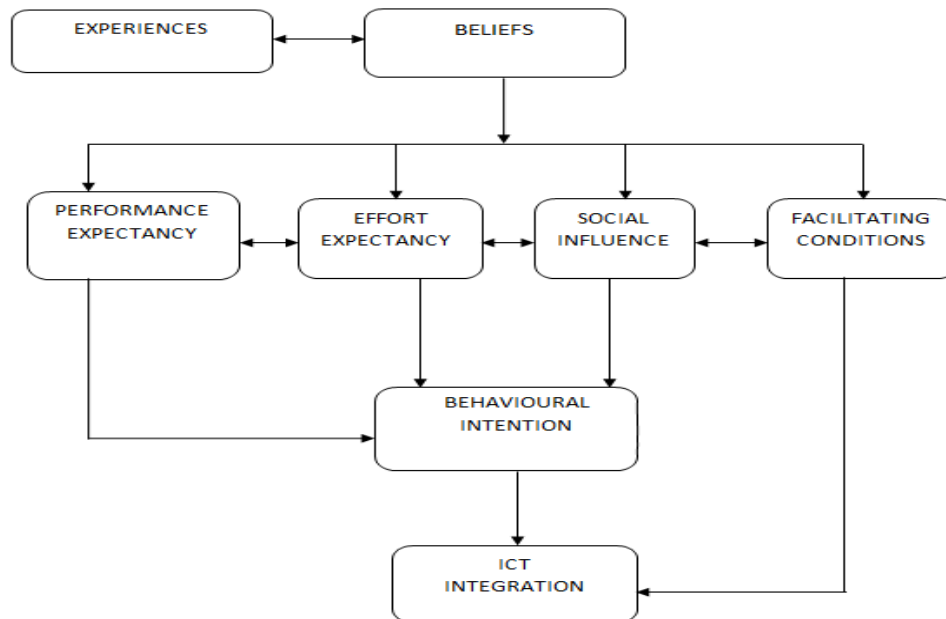 EXPERIENCES
BELIEFS
PERFORMANCE
EXPECTANCY
EFFORT
EXPECTANCY
SOCIAL
INFLUENCE
FACILITATING
CONDITIONS
BEHAVIOURAL
INTENTION
ICT
INTEGRATION